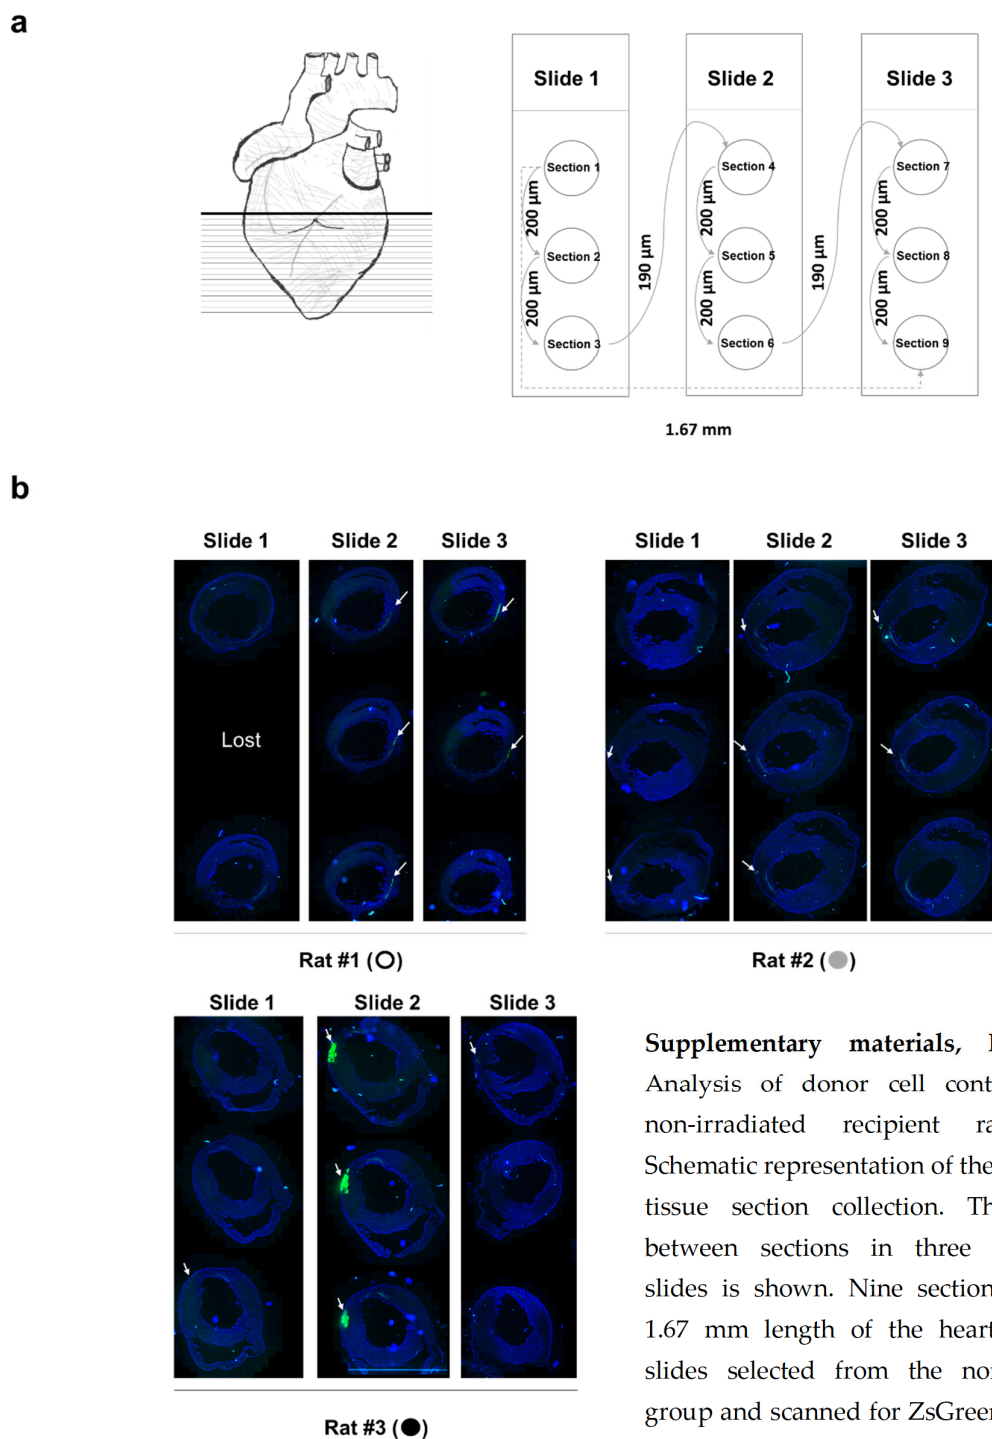 a
Slide 1
Slide 2
Slide 3
Section 1
Section 4
Section 7
200 µm
200 µm
200 µm
Section 2
Section 5
Section 8
190 µm
190 µm
200 µm
200 µm
200 µm
Section 3
Section 6
Section 9
1.67 mm
b
Slide 1
Slide 2
Slide 3
Lost
Rat #1 ( )
Slide 1
Slide 2
Slide 3
Rat #2 ( )
Slide 1
Slide 2
Slide 3
Rat #3 ( )
Supplementary materials,
Analysis of donor cell
non-irradiated recipient
Schematic representation of the
tissue section collection.
between sections in three
slides is shown. Nine
1.67 mm length of the heart
slides selected from the
group and scanned for ZsGreen